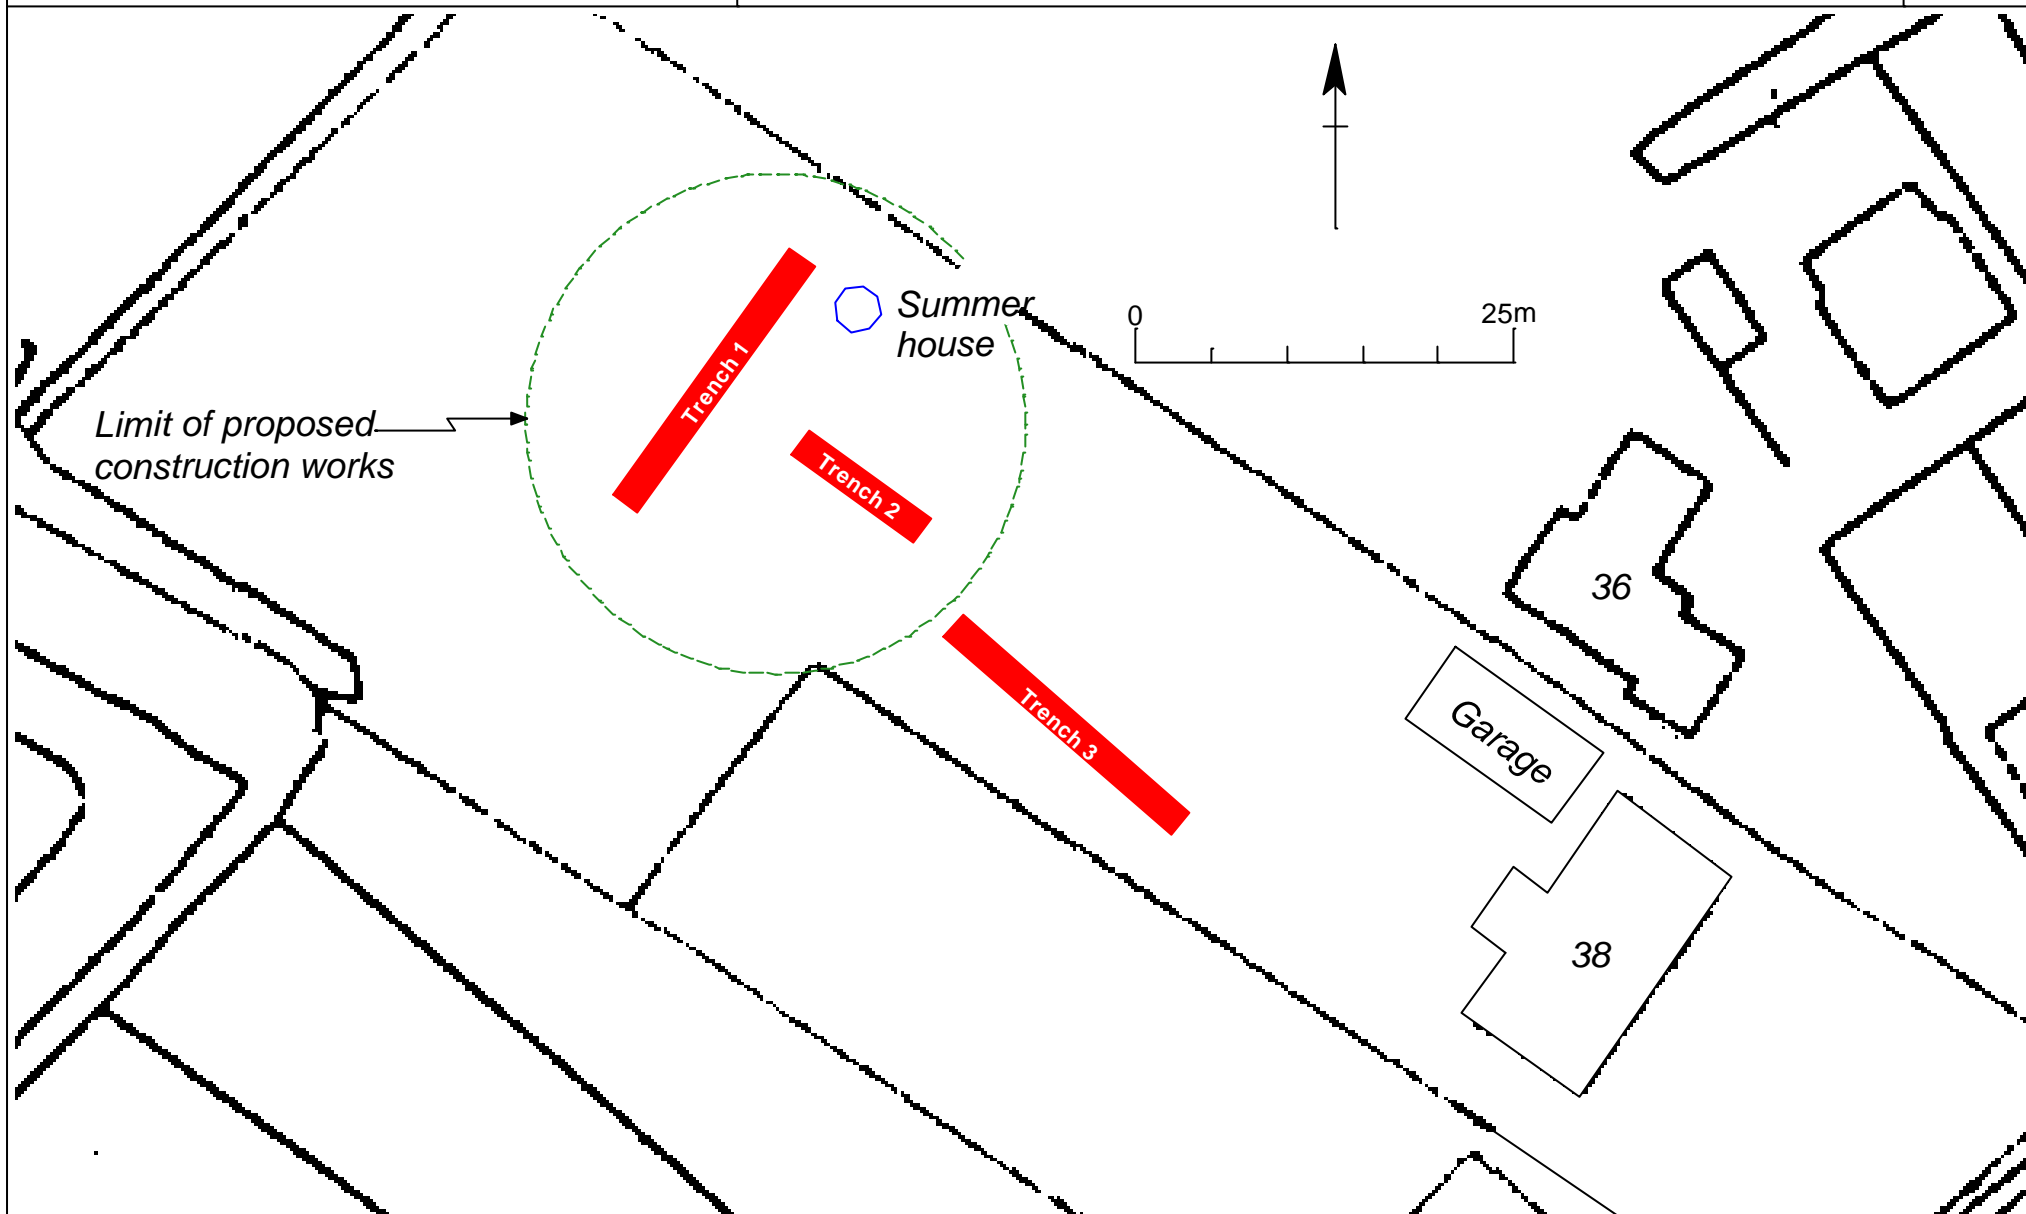 Summer
house
0
25m
Trench 1
Limit of proposed
construction works
Trench 2
36
Trench 3
Garage
38